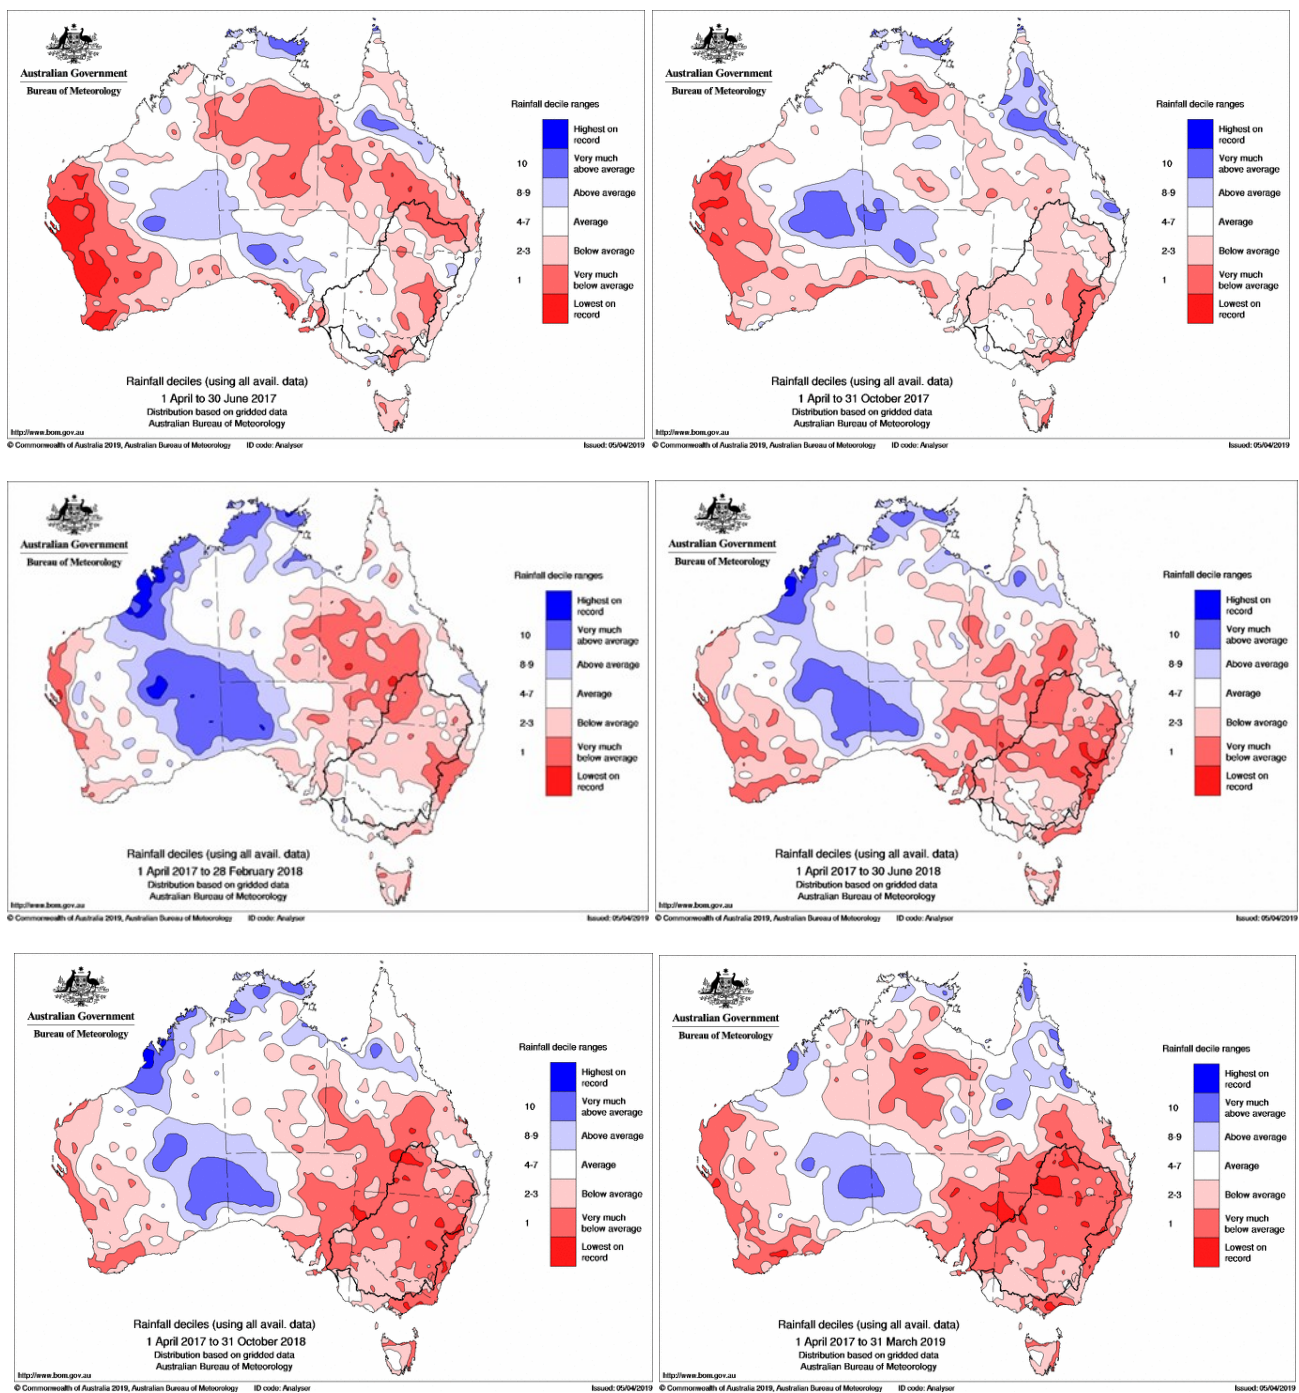 Australian Government
Bureau of Meteorology
Rainfall decile ranges
Highest on
record
10
Very much
above average
8-9
Above average
4-7
Average
2-3
Below average
1
Very much
below average
Lowest on
record
Rainfall deciles (using all avail. data)
1 April to 30 June 2017
Distribution based on gridded data
Australian Bureau of Meteorology
http://www.bom.gov.au
© Commonwealth of Australia 2019, Australian Bureau of Meteorology
ID code: Analyser
Issued: 05/04/2019
Australian Government
Bureau of Meteorology
Rainfall decile ranges
Highest on
record
10
Very much
above average
8-9
Above average
4-7
Average
2-3
Below average
1
Very much
below average
Lowest on
record
Rainfall deciles (using all avail. data)
1 April to 31 October 2017
Distribution based on gridded data
Australian Bureau of Meteorology
http://www.bom.gov.au
© Commonwealth of Australia 2019, Australian Bureau of Meteorology
ID code: Analyser
Issued: 05/04/2019
Australian Government
Bureau of Meteorology
Rainfall decile ranges
Highest on
record
10
Very much
above average
8-9
Above average
4-7
Average
2-3
Below average
1
Very much
below average
Lowest on
record
Rainfall deciles (using all avail. data)
1 April 2017 to 28 February 2018
Distribution based on gridded data
Australian Bureau of Meteorology
http://www.bom.gov.au
© Commonwealth of Australia 2019, Australian Bureau of Meteorology
ID code: Analyser
Issued: 05/04/2019
Australian Government
Bureau of Meteorology
Rainfall decile ranges
Highest on
record
10
Very much
above average
8-9
Above average
4-7
Average
2-3
Below average
1
Very much
below average
Lowest on
record
Rainfall deciles (using all avail. data)
1 April 2017 to 30 June 2018
Distribution based on gridded data
Australian Bureau of Meteorology
http://www.bom.gov.au
© Commonwealth of Australia 2019, Australian Bureau of Meteorology
ID code: Analyser
Issued: 05/04/2019
Australian Government
Bureau of Meteorology
Rainfall decile ranges
Highest on
record
10
Very much
above average
8-9
Above average
4-7
Average
2-3
Below average
1
Very much
below average
Lowest on
record
Rainfall deciles (using all avail. data)
1 April 2017 to 31 October 2018
Distribution based on gridded data
Australian Bureau of Meteorology
http://www.bom.gov.au
© Commonwealth of Australia 2019, Australian Bureau of Meteorology
ID code: Analyser
Issued: 05/04/2019
Australian Government
Bureau of Meteorology
Rainfall decile ranges
Highest on
record
10
Very much
above average
8-9
Above average
4-7
Average
2-3
Below average
1
Very much
below average
Lowest on
record
Rainfall deciles (using all avail. data)
1 April 2017 to 31 March 2019
Distribution based on gridded data
Australian Bureau of Meteorology
http://www.bom.gov.au
© Commonwealth of Australia 2019, Australian Bureau of Meteorology
ID code: Analyser
Issued: 05/04/2019